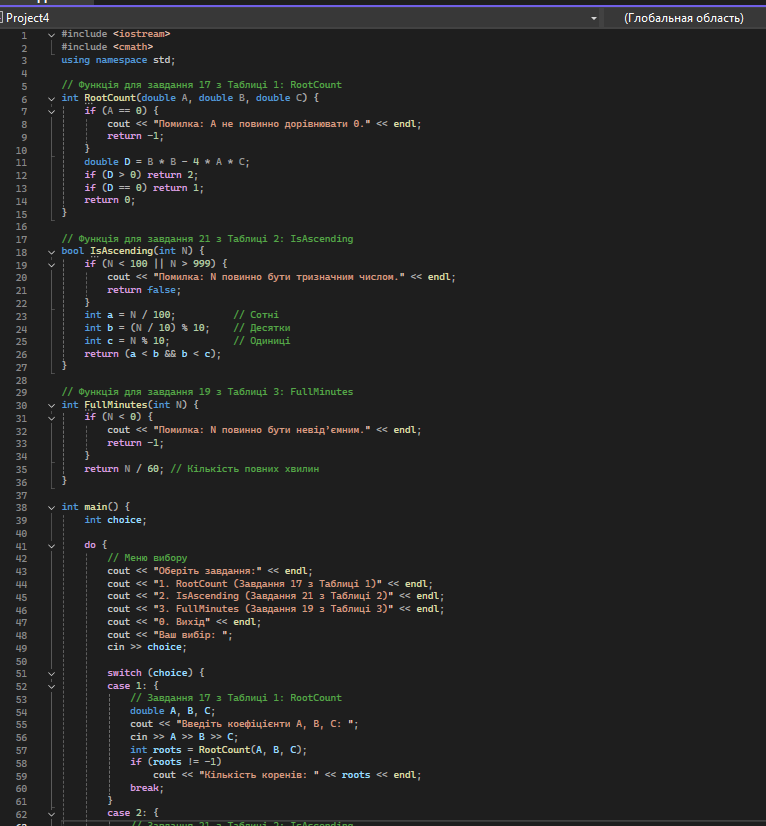 Project4 (Глобальная область)
1 #include <iostream>
2 #include <cmath>
3 using namespace std;
4
5 // Функція для завдання 17 з Таблиці 1: RootCount
6 int RootCount(double A, double B, double C) {
7 if (A == 0) {
8 cout << "Помилка: A не повинно дорівнювати 0." << endl;
9 return -1;
10 }
11 double D = B * B - 4 * A * C;
12 if (D > 0) return 2;
13 if (D == 0) return 1;
14 return 0;
15 }
16
17 // Функція для завдання 21 з Таблиці 2: IsAscending
18 bool IsAscending(int N) {
19 if (N < 100 || N > 999) {
20 cout << "Помилка: N повинно бути тризначним числом." << endl;
21 return false;
22 }
23 int a = N / 100; // Сотні
24 int b = (N / 10) % 10; // Десятки
25 int c = N % 10; // Одиниці
26 return (a < b && b < c);
27 }
28
29 // Функція для завдання 19 з Таблиці 3: FullMinutes
30 int FullMinutes(int N) {
31 if (N < 0) {
32 cout << "Помилка: N повинно бути невід’ємним." << endl;
33 return -1;
34 }
35 return N / 60; // Кількість повних хвилин
36 }
37
38 int main() {
39 int choice;
40
41 do {
42 // Меню вибору
43 cout << "Оберіть завдання:" << endl;
44 cout << "1. RootCount (Завдання 17 з Таблиці 1)" << endl;
45 cout << "2. IsAscending (Завдання 21 з Таблиці 2)" << endl;
46 cout << "3. FullMinutes (Завдання 19 з Таблиці 3)" << endl;
47 cout << "0. Вихід" << endl;
48 cout << "Ваш вибір: ";
49 cin >> choice;
50
51 switch (choice) {
52 case 1: {
53 // Завдання 17 з Таблиці 1: RootCount
54 double A, B, C;
55 cout << "Введіть коефіцієнти A, B, C: ";
56 cin >> A >> B >> C;
57 int roots = RootCount(A, B, C);
58 if (roots != -1)
59 cout << "Кількість коренів: " << roots << endl;
60 break;
61 }
62 case 2: {
// Завдання 21 з Таблиці 2: IsAscending